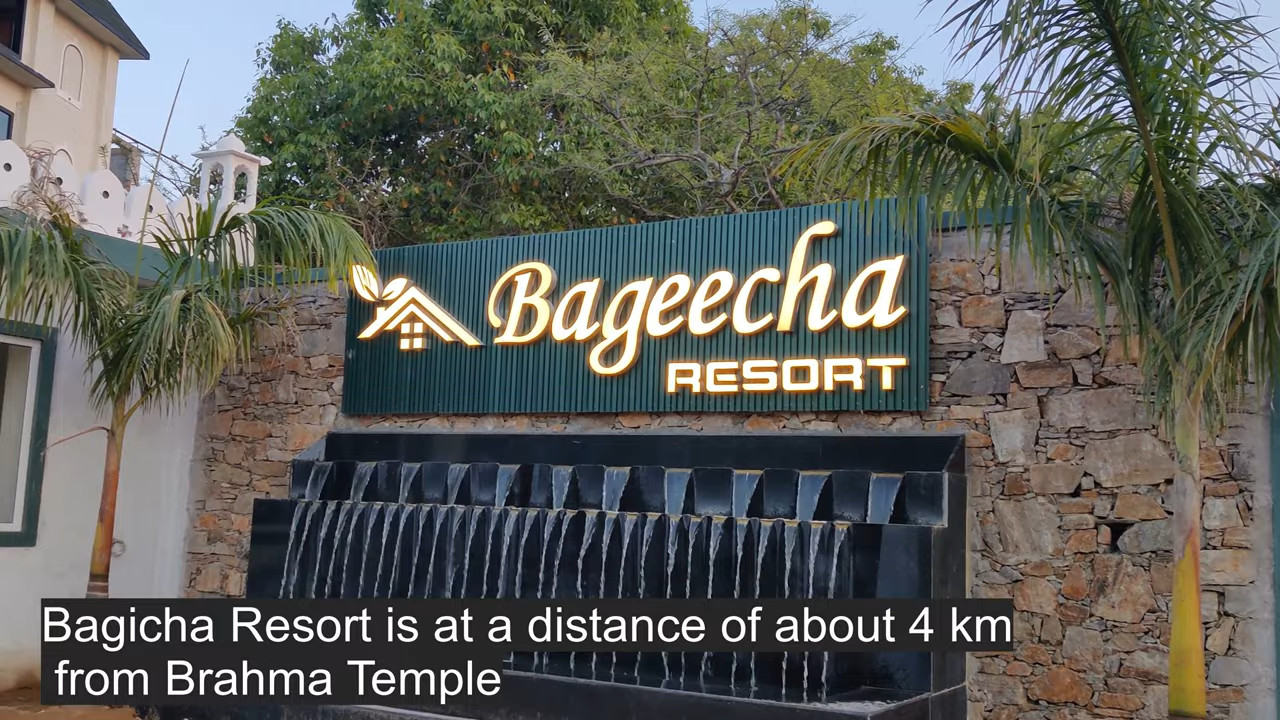 Bageecha
RESORT
Bagicha Resort is at a distance of about 4 km
from Brahma Temple